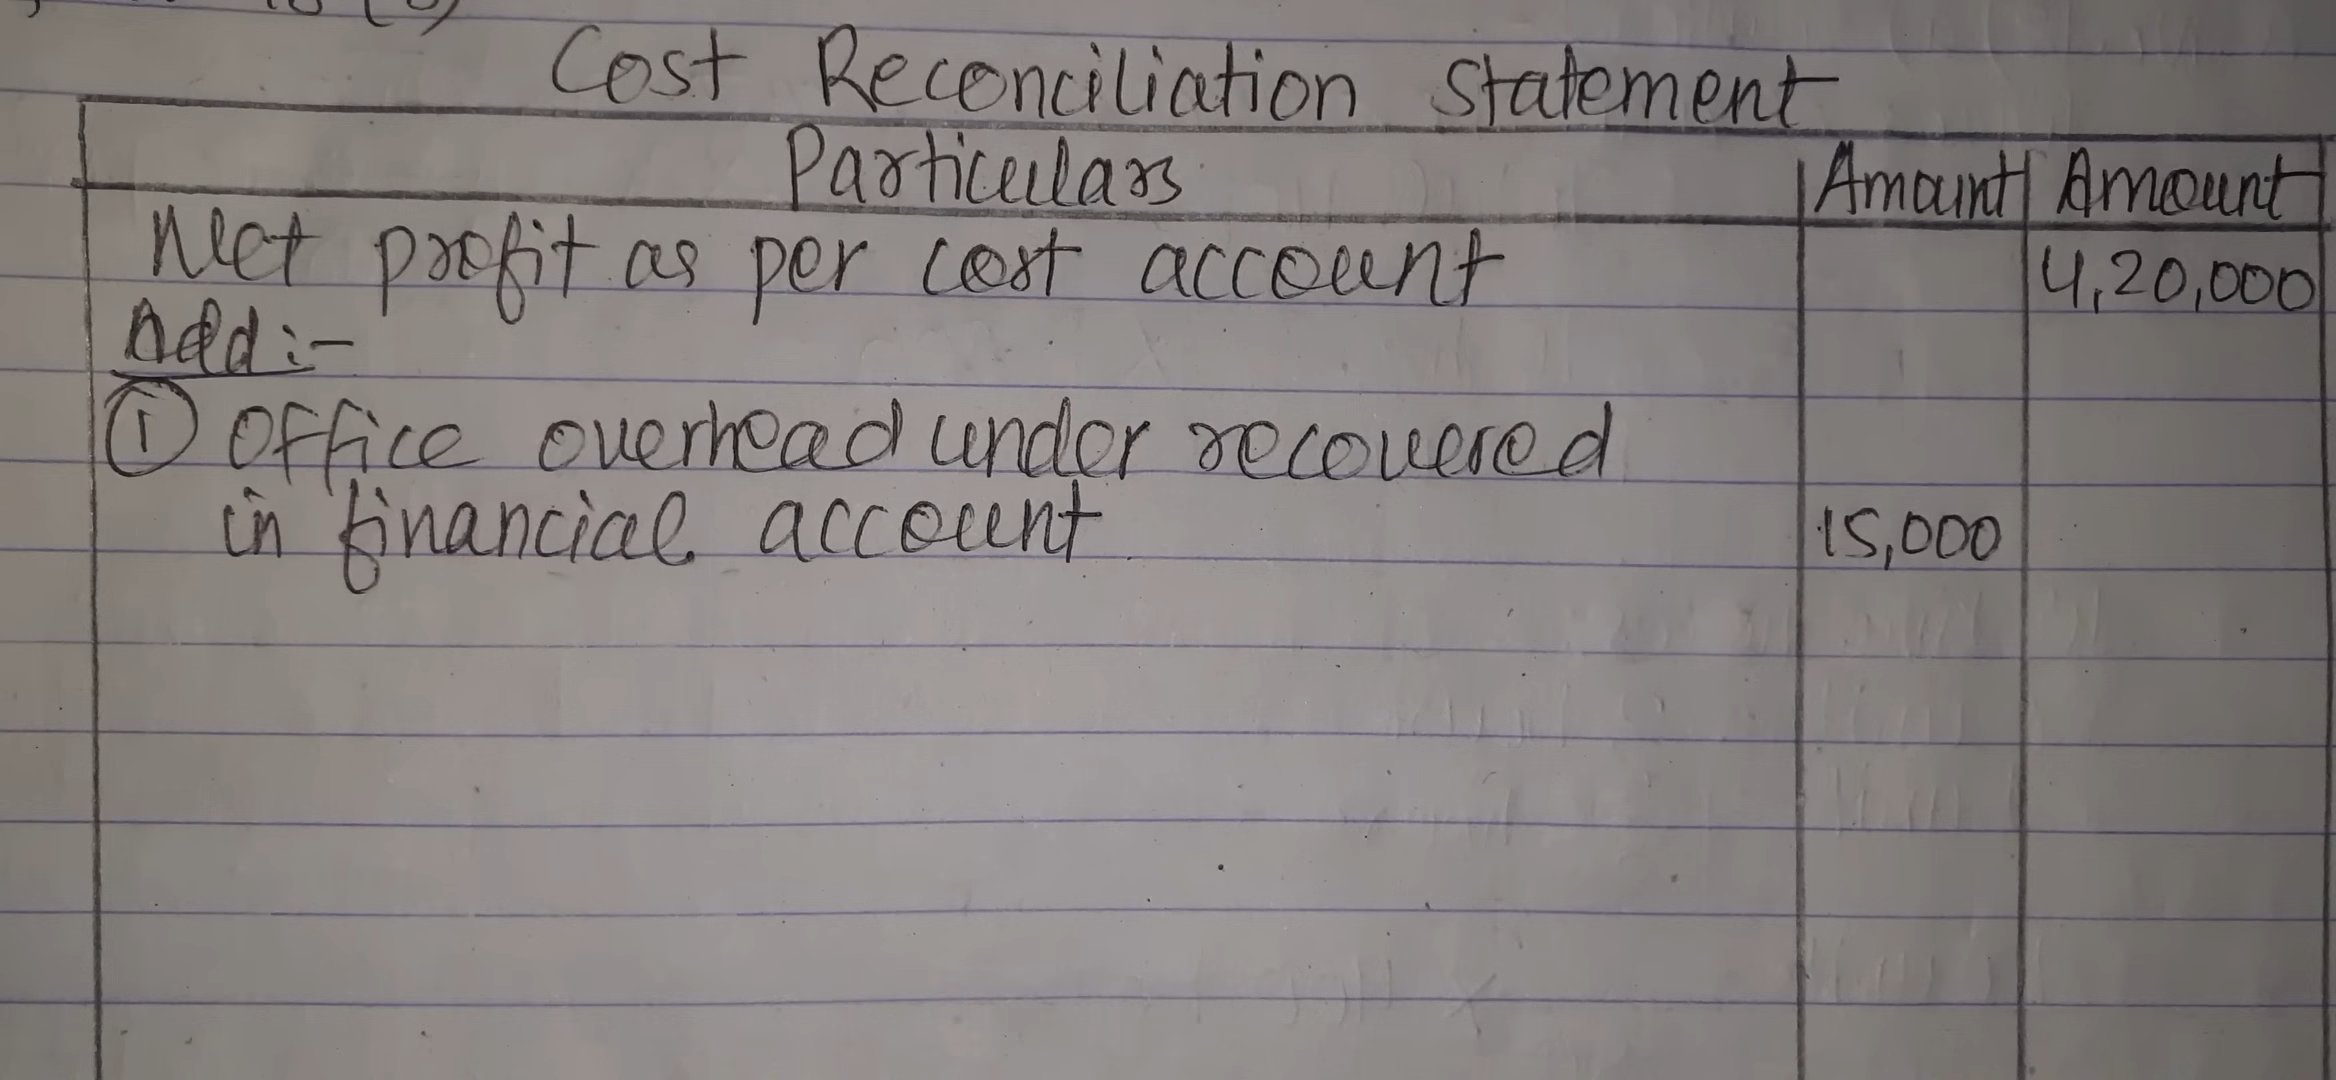 Cost Reconciliation Statement
Particulars Amount Amount
Net profit as per cost account 4,20,000
Add :-
① Office overhead under recovered
in financial account 15,000